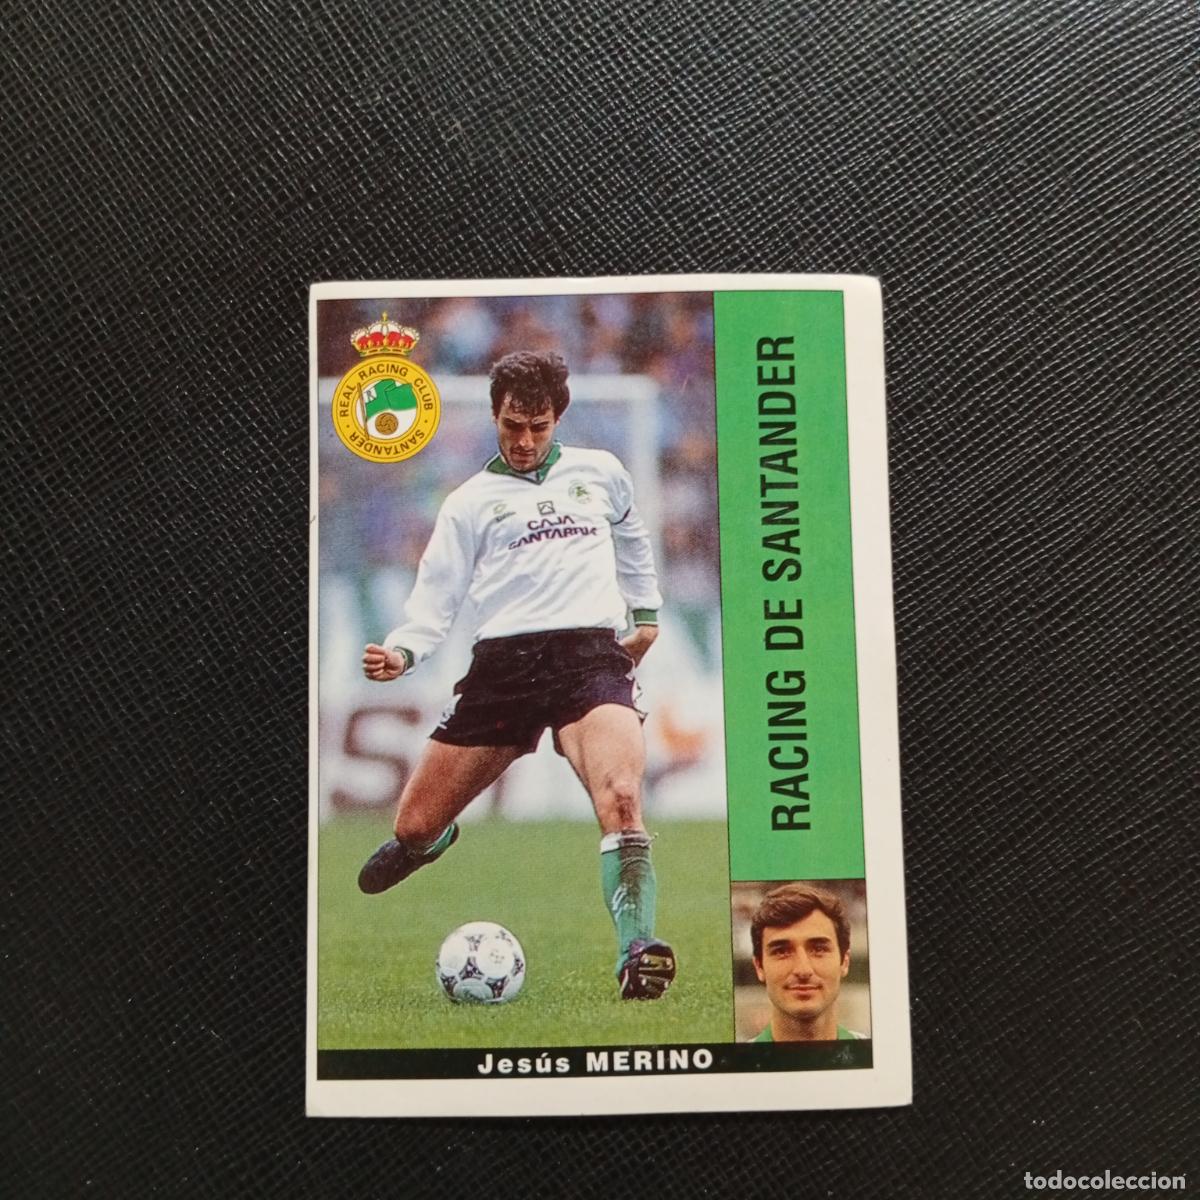 REAL RACING CLUB
SANTANDER
R
CAJA
CANTABRIA
RACING DE SANTANDER
Jesús MERINO
todocoleccion